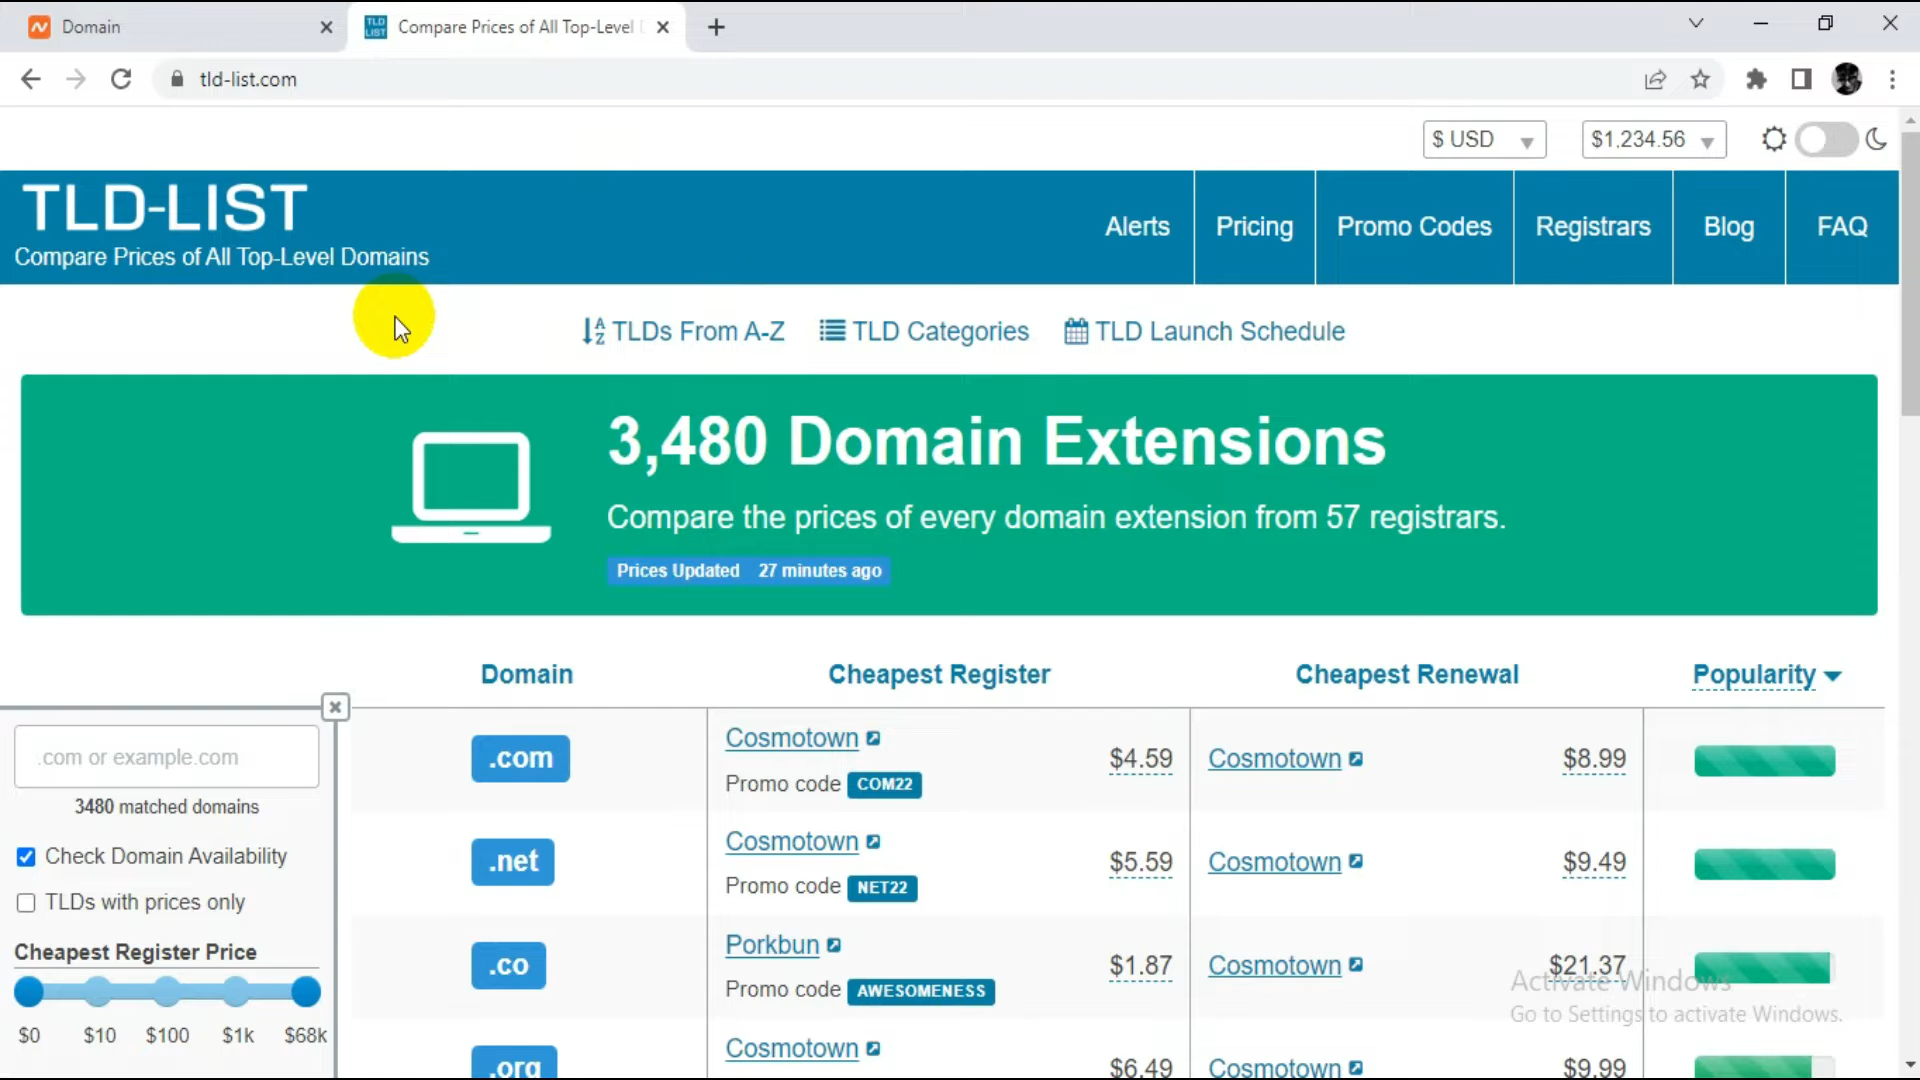 Domain
TLD LIST
Compare Prices of All Top-Level
tld-list.com
$ USD
$1,234.56
TLD-LIST
Compare Prices of All Top-Level Domains
Alerts
Pricing
Promo Codes
Registrars
Blog
FAQ
TLDs From A-Z
TLD Categories
TLD Launch Schedule
3,480 Domain Extensions
Compare the prices of every domain extension from 57 registrars.
Prices Updated 27 minutes ago
Domain
Cheapest Register
Cheapest Renewal
Popularity
.com or example.com
3480 matched domains
Check Domain Availability
TLDs with prices only
Cheapest Register Price
$0 $10 $100 $1k $68k
.com
Cosmotown
Promo code COM22
$4.59
Cosmotown
$8.99
.net
Cosmotown
Promo code NET22
$5.59
Cosmotown
$9.49
.co
Porkbun
Promo code AWESOMENESS
$1.87
Cosmotown
$21.37
.org
Cosmotown
$6.49
Cosmotown
$9.99
Activate Windows
Go to Settings to activate Windows.